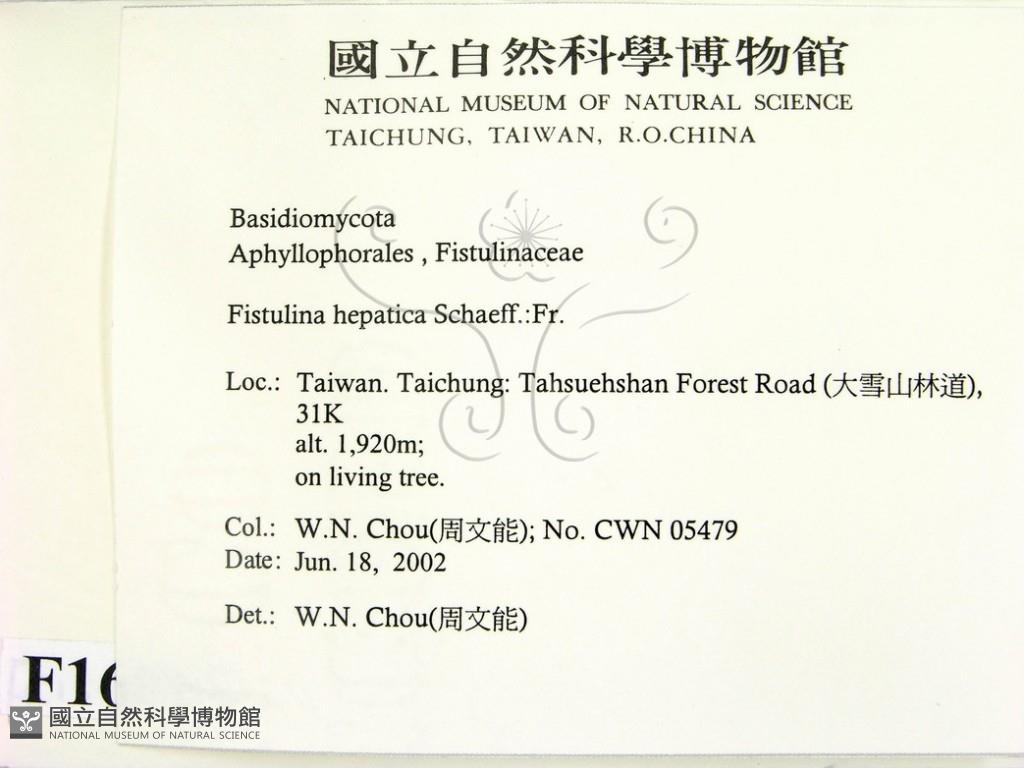 國立自然科學博物館
NATIONAL MUSEUM OF NATURAL SCIENCE
TAICHUNG, TAIWAN, R.O.CHINA
Basidiomycota
Aphyllophorales , Fistulinaceae
Fistulina hepatica Schaeff.:Fr.
Loc.: Taiwan. Taichung: Tahsuehshan Forest Road (大雪山林道),
31K
alt. 1,920m;
on living tree.
Col.: W.N. Chou(周文能); No. CWN 05479
Date: Jun. 18, 2002
Det.: W.N. Chou(周文能)
F16
國立自然科學博物館
NATIONAL MUSEUM OF NATURAL SCIENCE